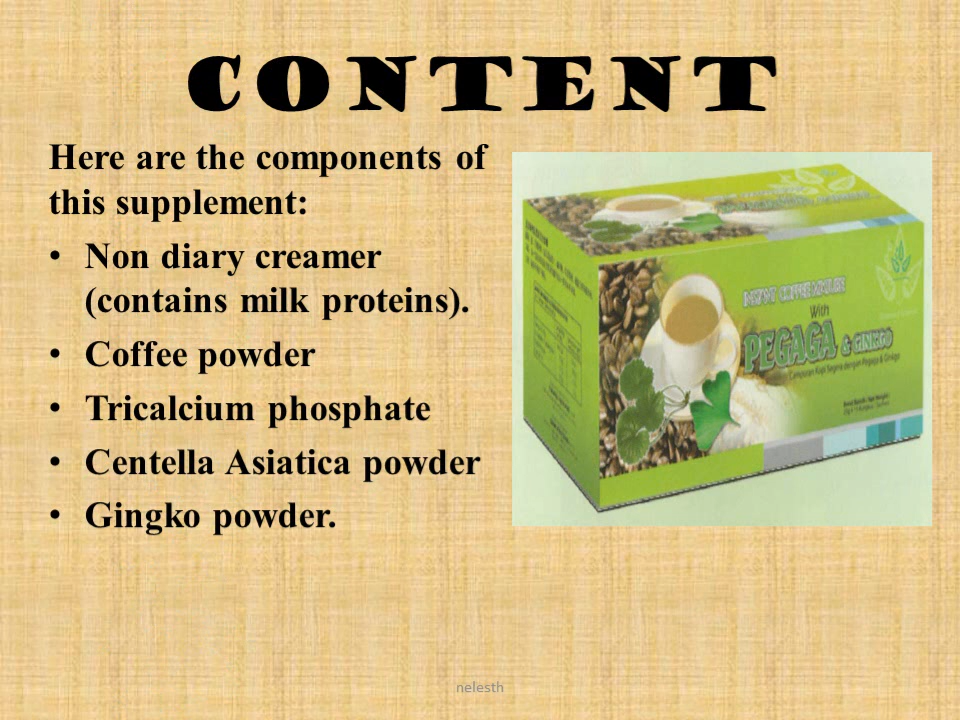 CONTENT
Here are the components of
this supplement:
• Non diary creamer
(contains milk proteins).
• Coffee powder
• Tricalcium phosphate
• Centella Asiatica powder
• Gingko powder.
With
PEGAGA & GINKGO
Campuran Kopi Segera dengan Pegaga & Ginkgo
nelesth